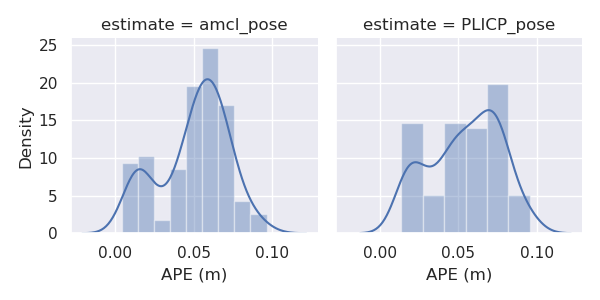 estimate = amcl_pose
estimate = PLICP_pose
Density
25
20
15
10
5
0
0.00 0.05 0.10
0.00 0.05 0.10
APE (m)
APE (m)